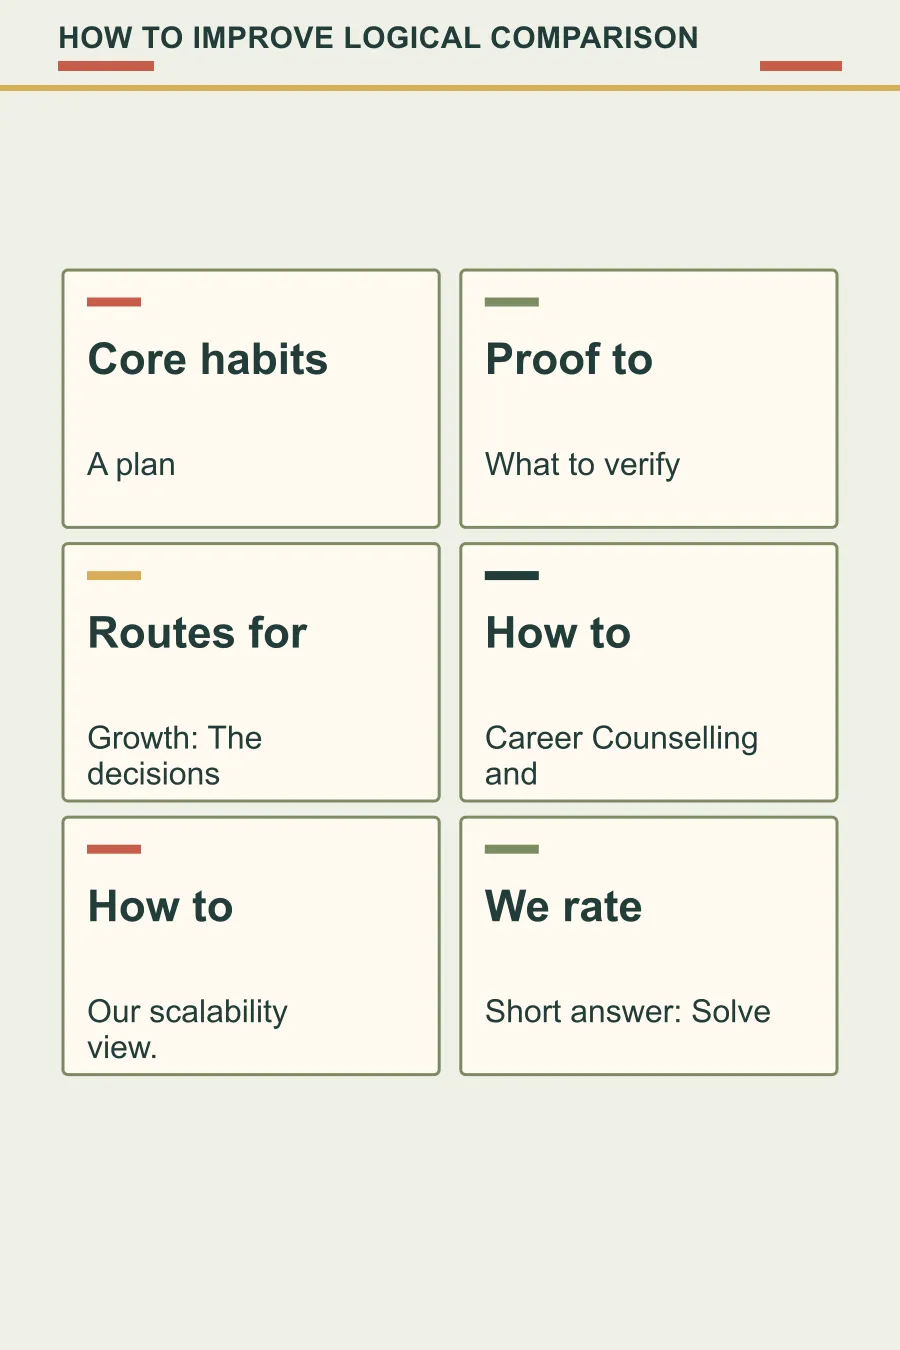 HOW TO IMPROVE LOGICAL COMPARISON
Core habits
A plan
Proof to
What to verify
Routes for
Growth: The
decisions
How to
Career Counselling
and
How to
Our scalability
view.
We rate
Short answer: Solve